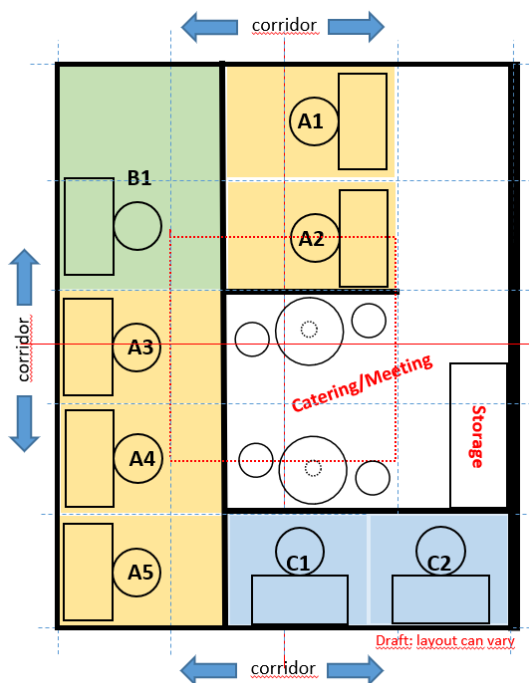 corridor
A1
B1
A2
corridor
A3
Catering/Meeting
A4
Storage
C1
C2
A5
Draft: layout can vary
corridor